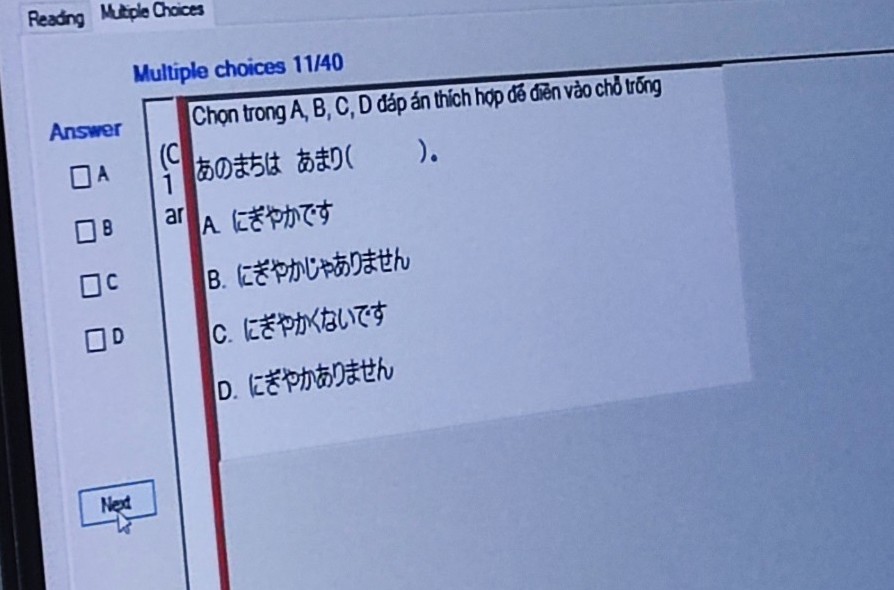 Reading Multiple Choices
Multiple choices 11/40
Answer
A
B
C
D
Next
(C
1
ar
Chọn trong A, B, C, D đáp án thích hợp để điền vào chỗ trống
あのまちは あまり( )。
A. にぎやかです
B. にぎやかじゃありません
C. にぎやかくないです
D. にぎやかありません